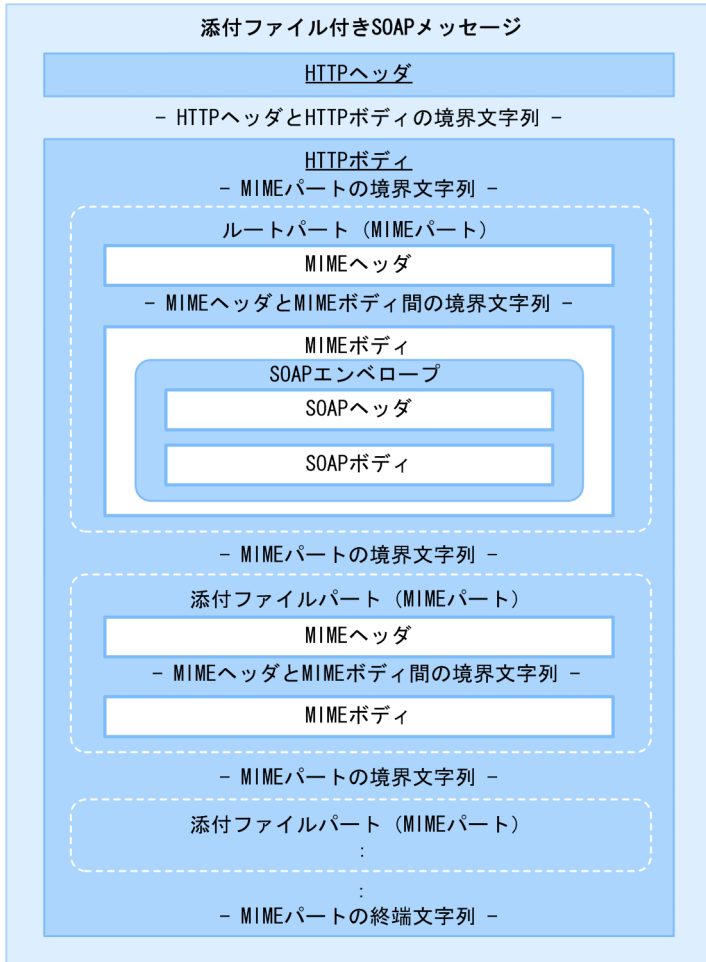 添付ファイル付きSOAPメッセージ
HTTPヘッダ
- HTTPヘッダとHTTPボディの境界文字列 -
HTTPボディ
- MIMEパートの境界文字列 -
ルートパート（MIMEパート）
MIMEヘッダ
- MIMEヘッダとMIMEボディ間の境界文字列 -
MIMEボディ
SOAPエンベロープ
SOAPヘッダ
SOAPボディ
- MIMEパートの境界文字列 -
添付ファイルパート（MIMEパート）
MIMEヘッダ
- MIMEヘッダとMIMEボディ間の境界文字列 -
MIMEボディ
- MIMEパートの境界文字列 -
添付ファイルパート（MIMEパート）
:
:
- MIMEパートの終端文字列 -